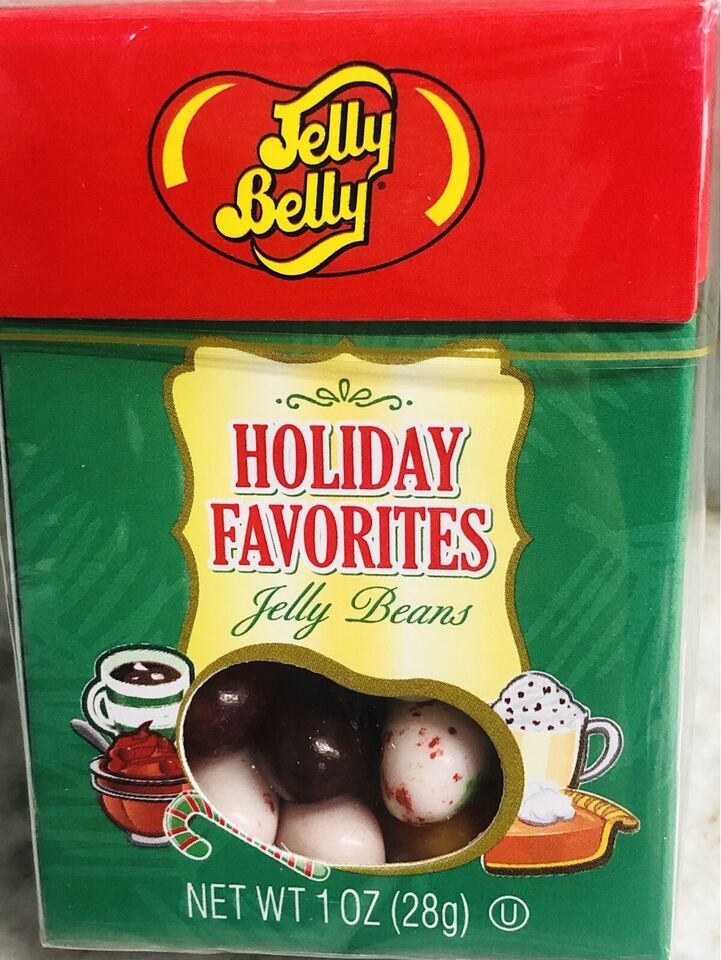 Jelly
Belly®
HOLIDAY
FAVORITES
Jelly Beans
NET WT 1 OZ (28g) Ⓤ